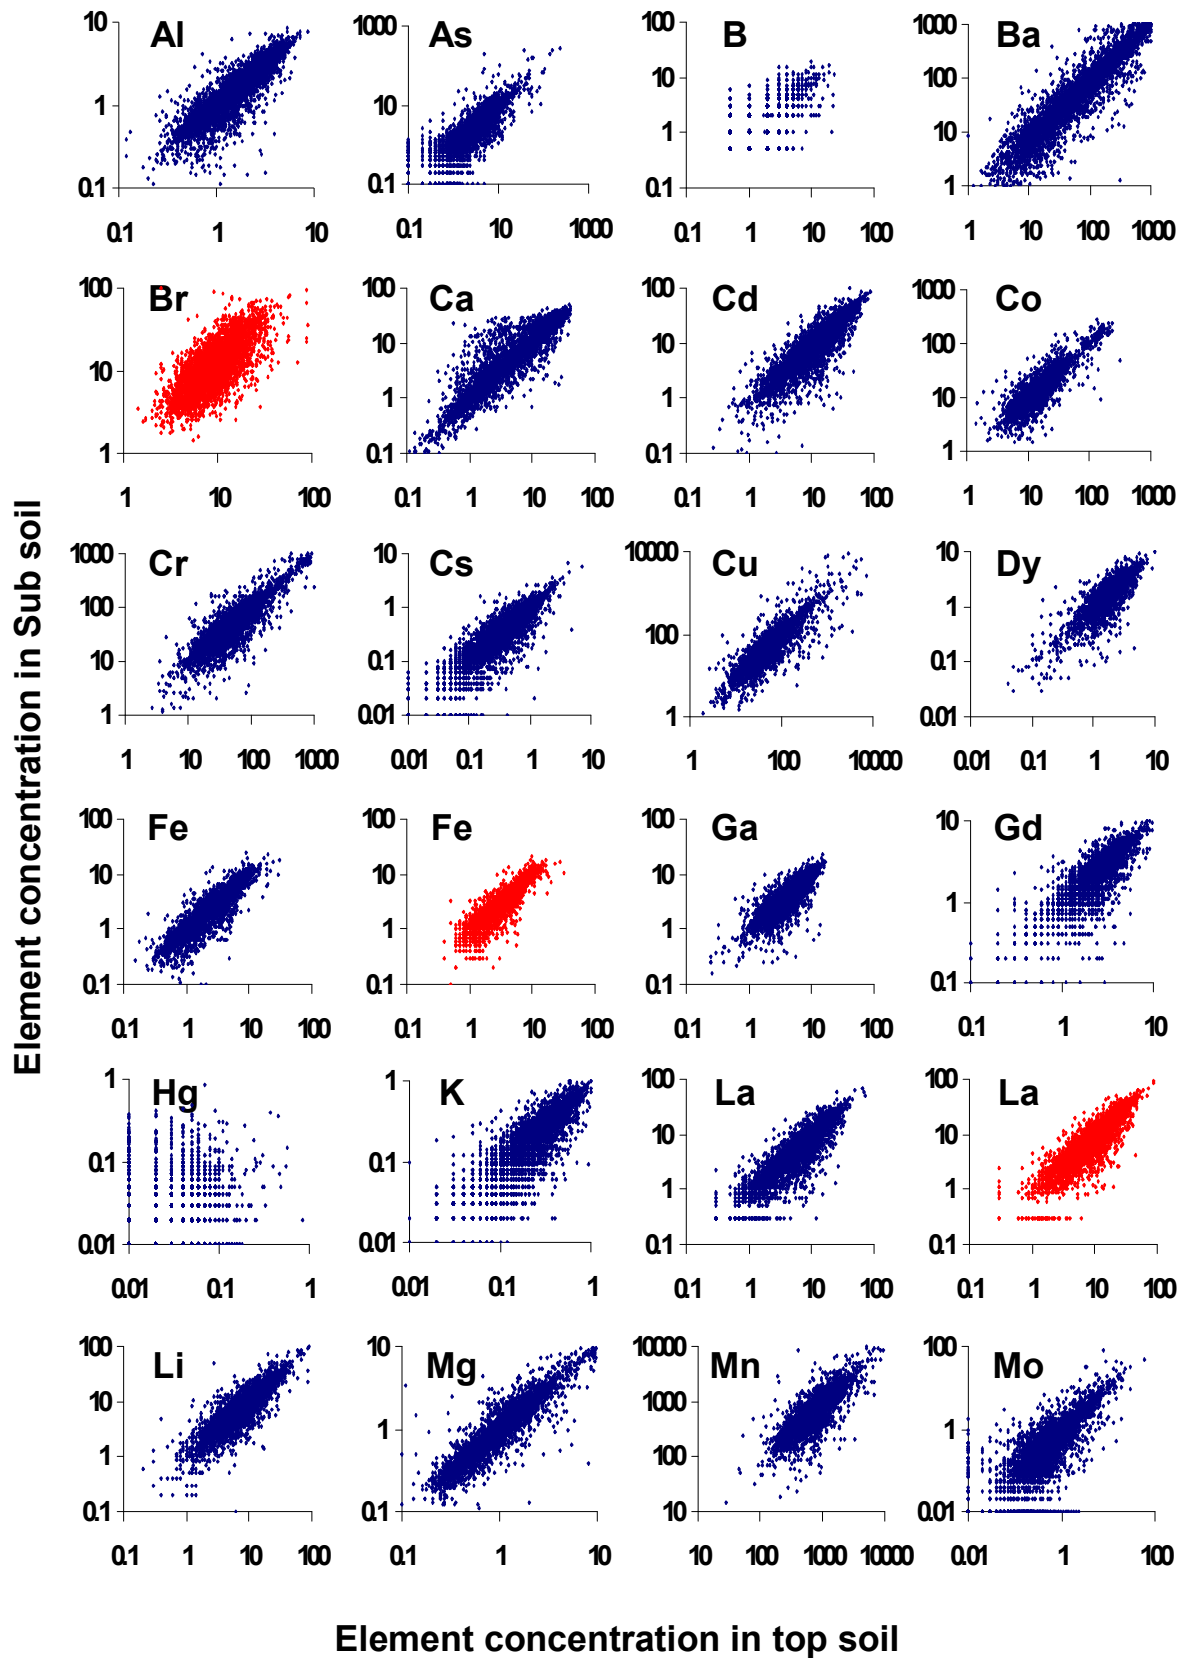 Element concentration in Sub soil
Al As B Ba
10 1000 100 1000
1 10 10 100
1 10
0.1 0.1 0.1 1
0.1 1 10 0.1 10 1000 0.1 1 10 100 1 10 100 1000
Br Ca Cd Co
100 100 100 1000
10 10 100
10 1 1 10
1 0.1 0.1 1
1 10 100 0.1 1 10 100 0.1 1 10 100 1 10 100 1000
Cr Cs Cu Dy
1000 10 10000 10
100 1 1
10 0.1 100 0.1
1 0.01 1 0.01
1 10 100 1000 0.01 0.1 1 10 1 100 10000 0.01 0.1 1 10
Fe Fe Ga Gd
100 100 100 10
10 10 10
1 1 1 1
0.1 0.1 0.1 0.1
0.1 1 10 100 0.1 1 10 100 0.1 1 10 100 0.1 1 10
Hg K La La
1 1 100 100
0.1 0.1 10 10
1 1
0.01 0.01 0.1 0.1
0.01 0.1 1 0.01 0.1 1 0.1 1 10 100 0.1 1 10 100
Li Mg Mn Mo
100 10 10000 100
10 1000
1 1 100 1
0.1 0.1 10 0.01
0.1 1 10 100 0.1 1 10 10 100 1000 10000 0.01 1 100
Element concentration in top soil